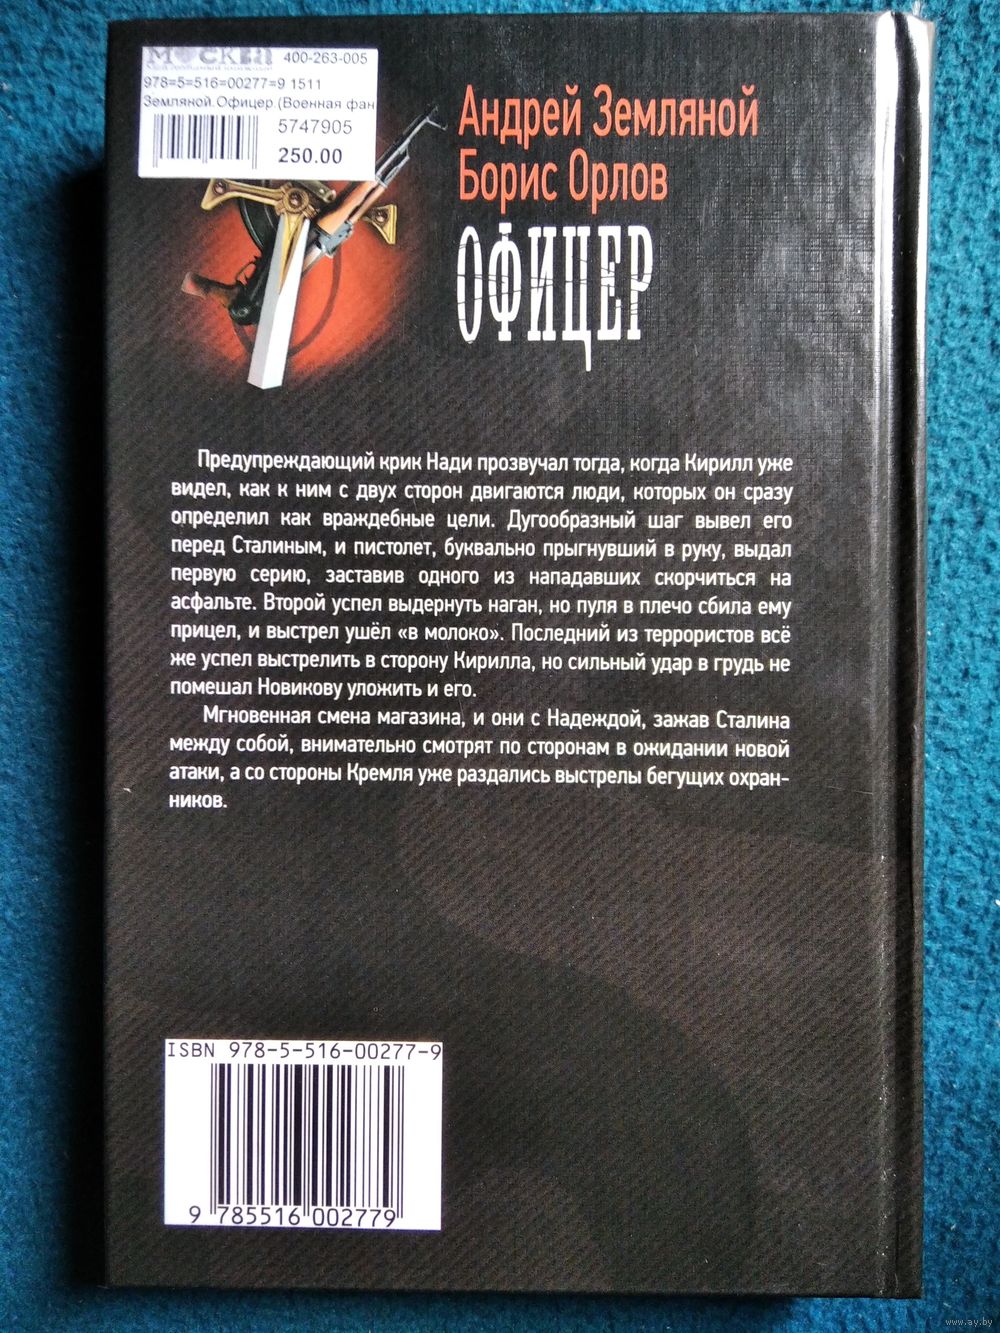 МОСКВА 400-263-005
978=5=516=00277=9 1511
Земляной.Офицер (Военная фан
5747905
250.00
Андрей Земляной
Борис Орлов
ОФИЦЕР
Предупреждающий крик Нади прозвучал тогда, когда Кирилл уже
видел, как к ним с двух сторон двигаются люди, которых он сразу
определил как враждебные цели. Дугообразный шаг вывел его
перед Сталиным, и пистолет, буквально прыгнувший в руку, выдал
первую серию, заставив одного из нападавших скорчиться на
асфальте. Второй успел выдернуть наган, но пуля в плечо сбила ему
прицел, и выстрел ушёл «в молоко». Последний из террористов всё
же успел выстрелить в сторону Кирилла, но сильный удар в грудь не
помешал Новикову уложить и его.
Мгновенная смена магазина, и они с Надеждой, зажав Сталина
между собой, внимательно смотрят по сторонам в ожидании новой
атаки, а со стороны Кремля уже раздались выстрелы бегущих охран-
ников.
ISBN 978-5-516-00277-9
9 785516 002779
www.ay.by